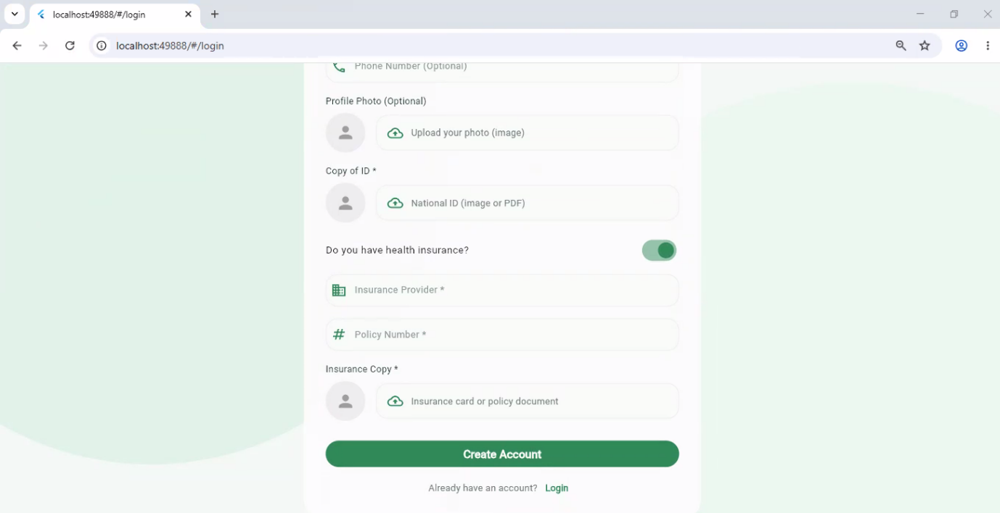 localhost:49888/#/login
localhost:49888/#/login
Phone Number (Optional)
Profile Photo (Optional)
Upload your photo (image)
Copy of ID *
National ID (image or PDF)
Do you have health insurance?
Insurance Provider *
# Policy Number *
Insurance Copy *
Insurance card or policy document
Create Account
Already have an account? Login